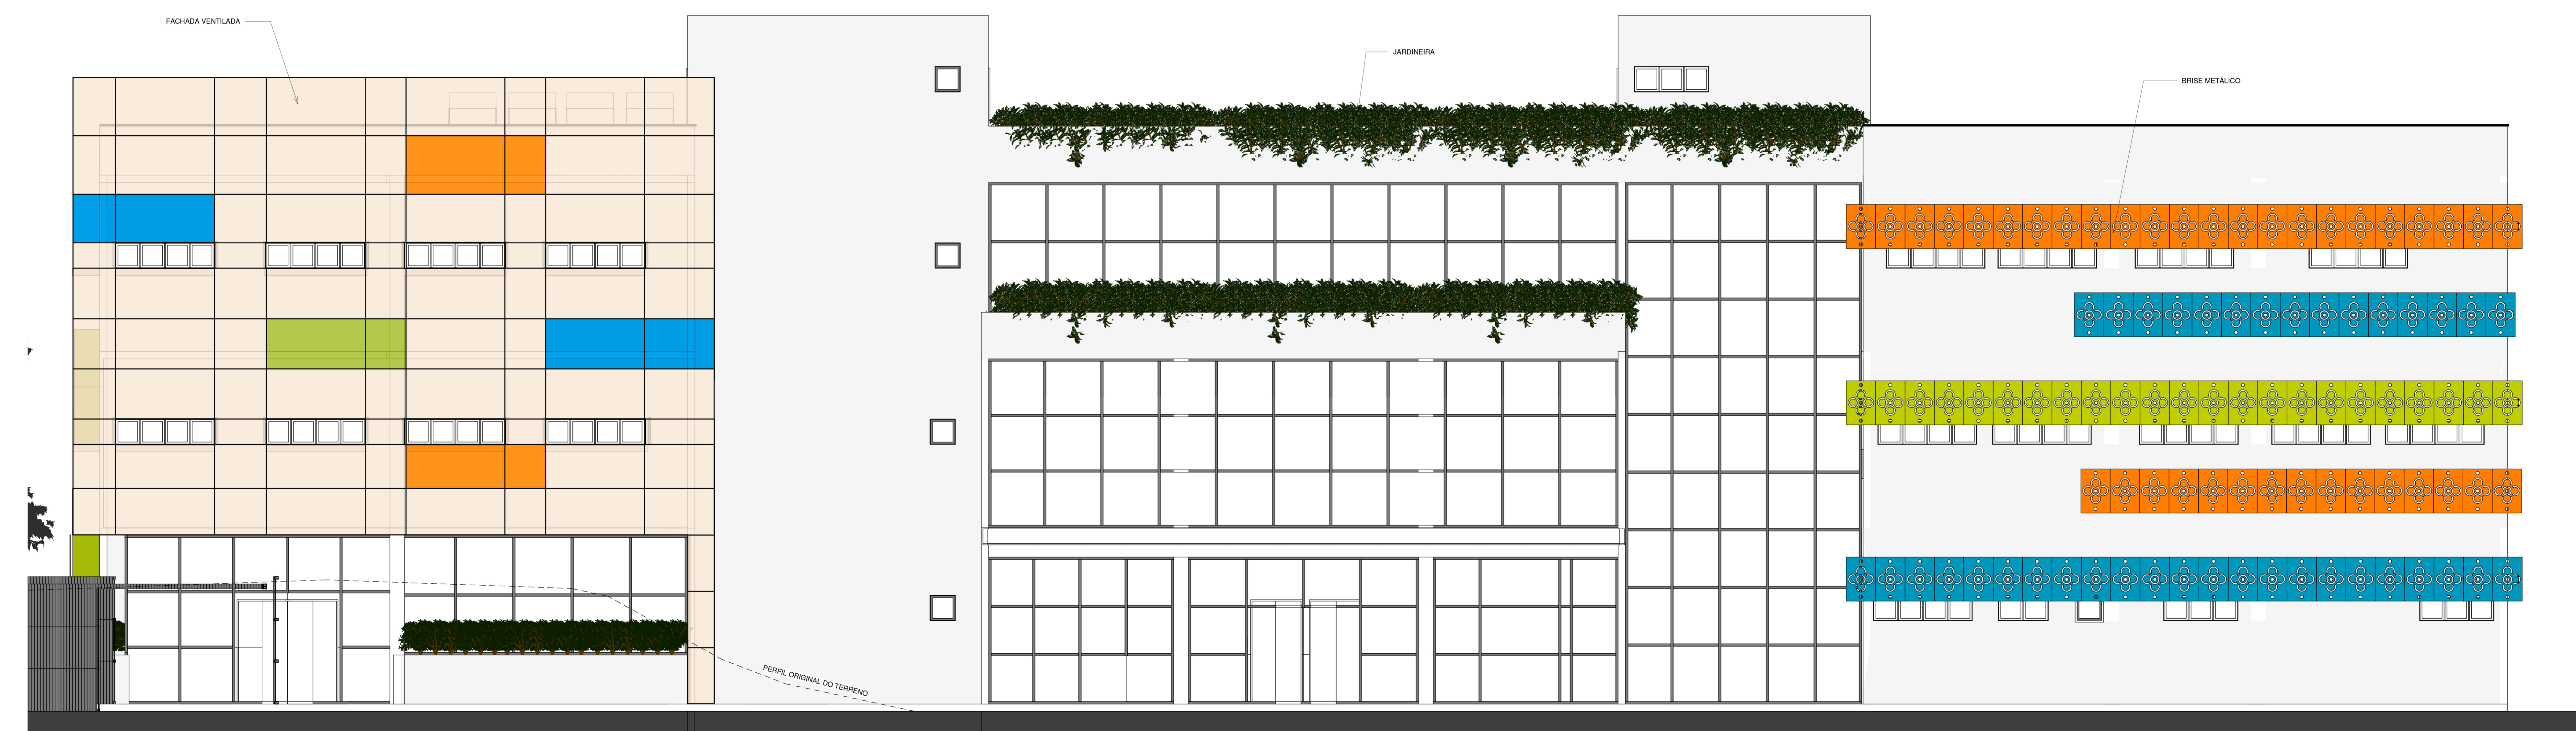 FACHADA VENTILADA
JARDINEIRA
BRISE METÁLICO
PERFIL ORIGINAL DO TERRENO